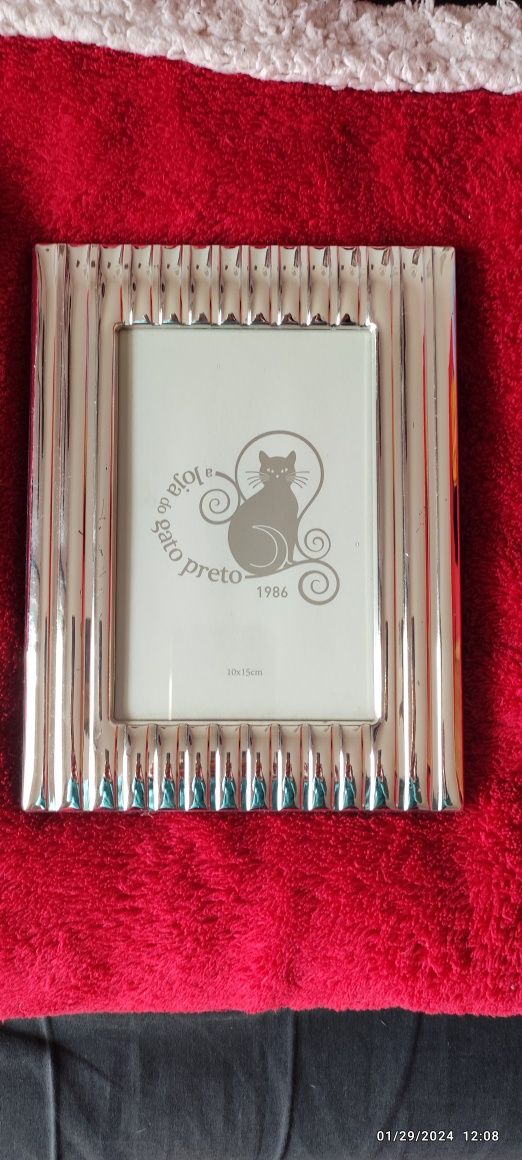 a loja do gato preto
1986
10x15cm
01/29/2024 12:08